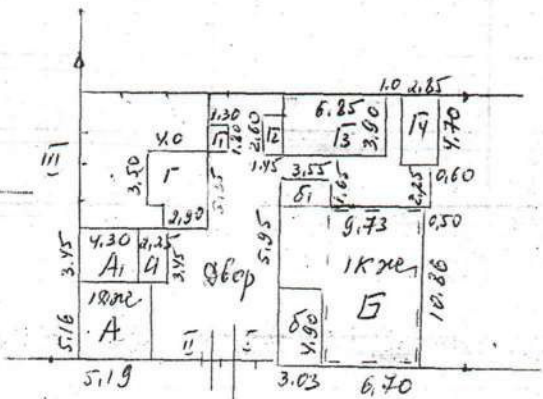 1.0 2.85
1.30 6.85
4.0 Г1 1.80 2.60 Г2 Г3 3.90 Г4 4.70
III
3.50 Г 5.35 1.45 3.55 2.25 0,60
2.90 б1 1.65
4.30 2.25 9,73 0,50
3.45 А1 а 3.45 Двор 5.95 1КЖ
10.86
А б 4.90 Б
5.16 II I
5,19 3.03 6,70